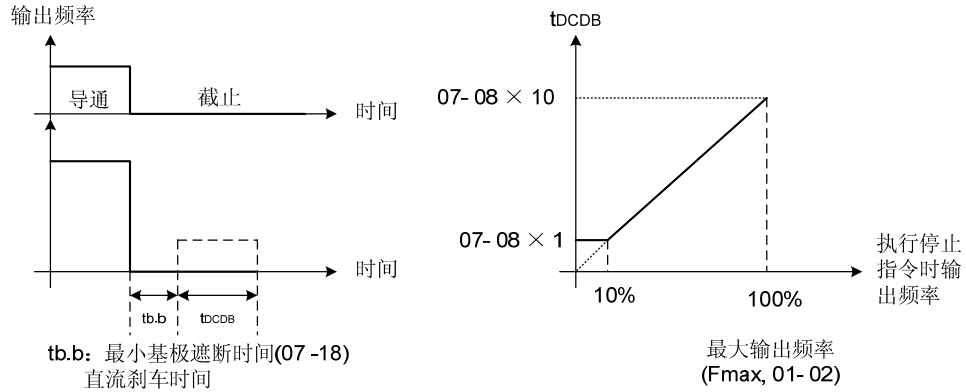 输出频率
导通
截止
时间
时间
tb.b
tDCDB
tb.b：最小基极遮断时间(07-18)
直流刹车时间
tDCDB
07-08 × 10
07-08 × 1
10%
100%
执行停止
指令时输
出频率
最大输出频率
(Fmax, 01-02)